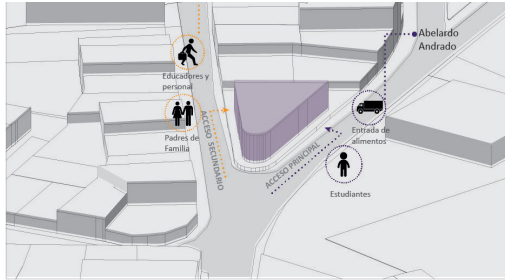 Abelardo
Andrado
Educadores y
personal
Padres de
Familia
ACCESO SECUNDARIO
ACCESO PRINCIPAL
Entrada de
alimentos
Estudiantes